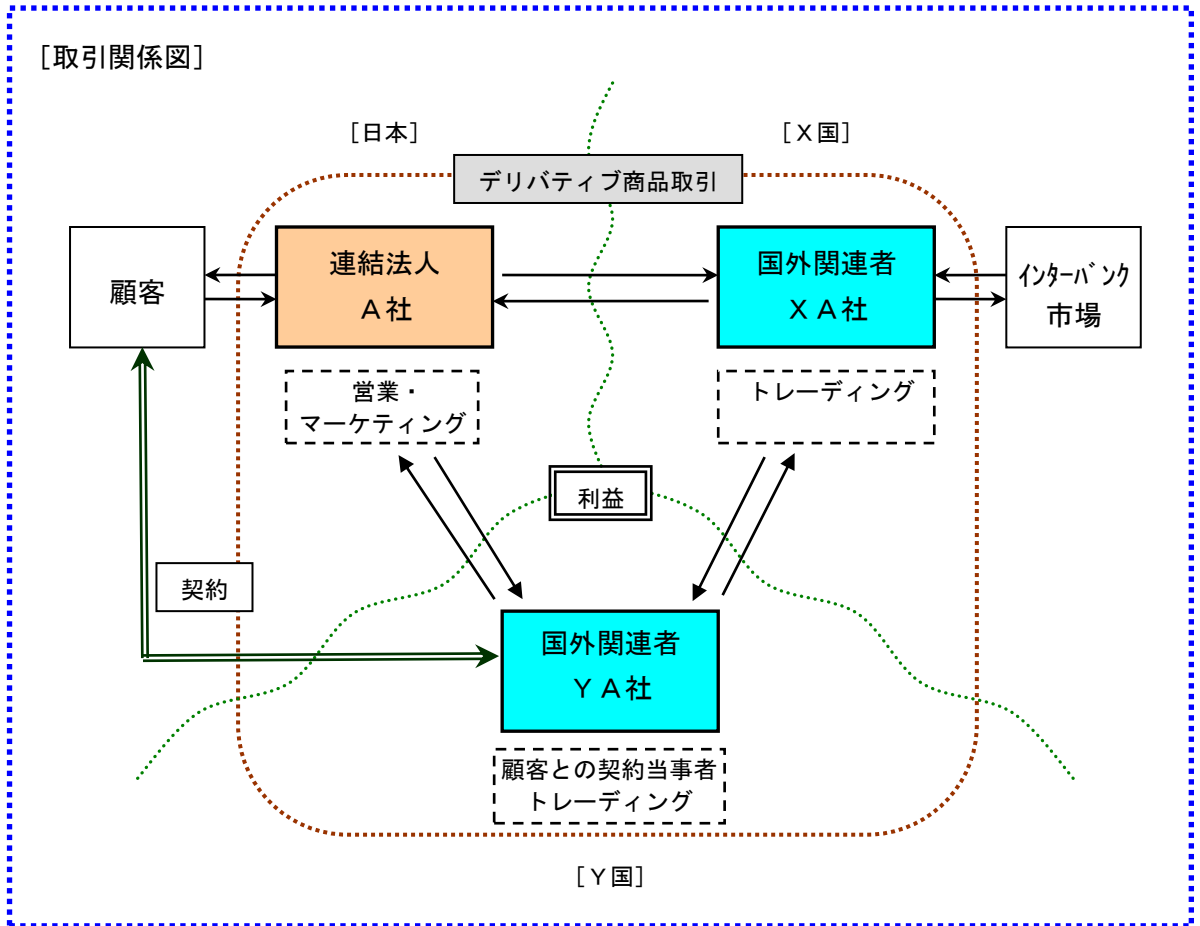 ［取引関係図］
［日本］
［Ｘ国］
デリバティブ商品取引
顧客
連結法人
Ａ社
国外関連者
ＸＡ社
ｲﾝﾀｰﾊﾞﾝｸ
市場
営業・
マーケティング
トレーディング
利益
契約
国外関連者
ＹＡ社
顧客との契約当事者
トレーディング
［Ｙ国］